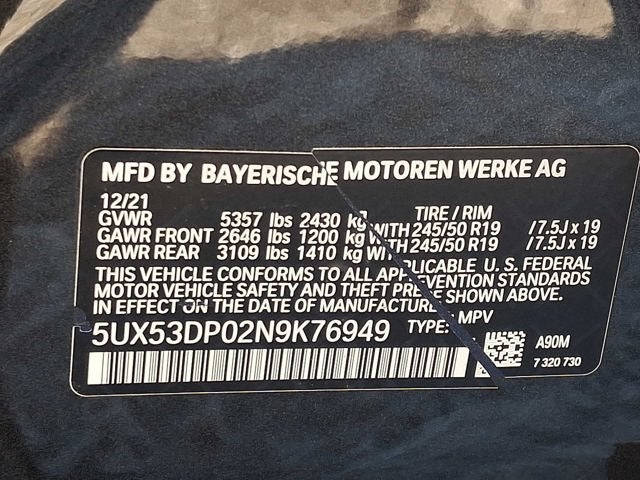 MFD BY BAYERISCHE MOTOREN WERKE AG
12/21 TIRE / RIM
GVWR 5357 lbs 2430 kg
GAWR FRONT 2646 lbs 1200 kg WITH 245/50 R19 / 7.5J x 19
GAWR REAR 3109 lbs 1410 kg WITH 245/50 R19 / 7.5J x 19
THIS VEHICLE CONFORMS TO ALL APPLICABLE U. S. FEDERAL
MOTOR VEHICLE SAFETY AND THEFT PREVENTION STANDARDS
IN EFFECT ON THE DATE OF MANUFACTURE SHOWN ABOVE.
5UX53DP02N9K76949 TYPE: MPV
A90M
7 320 730